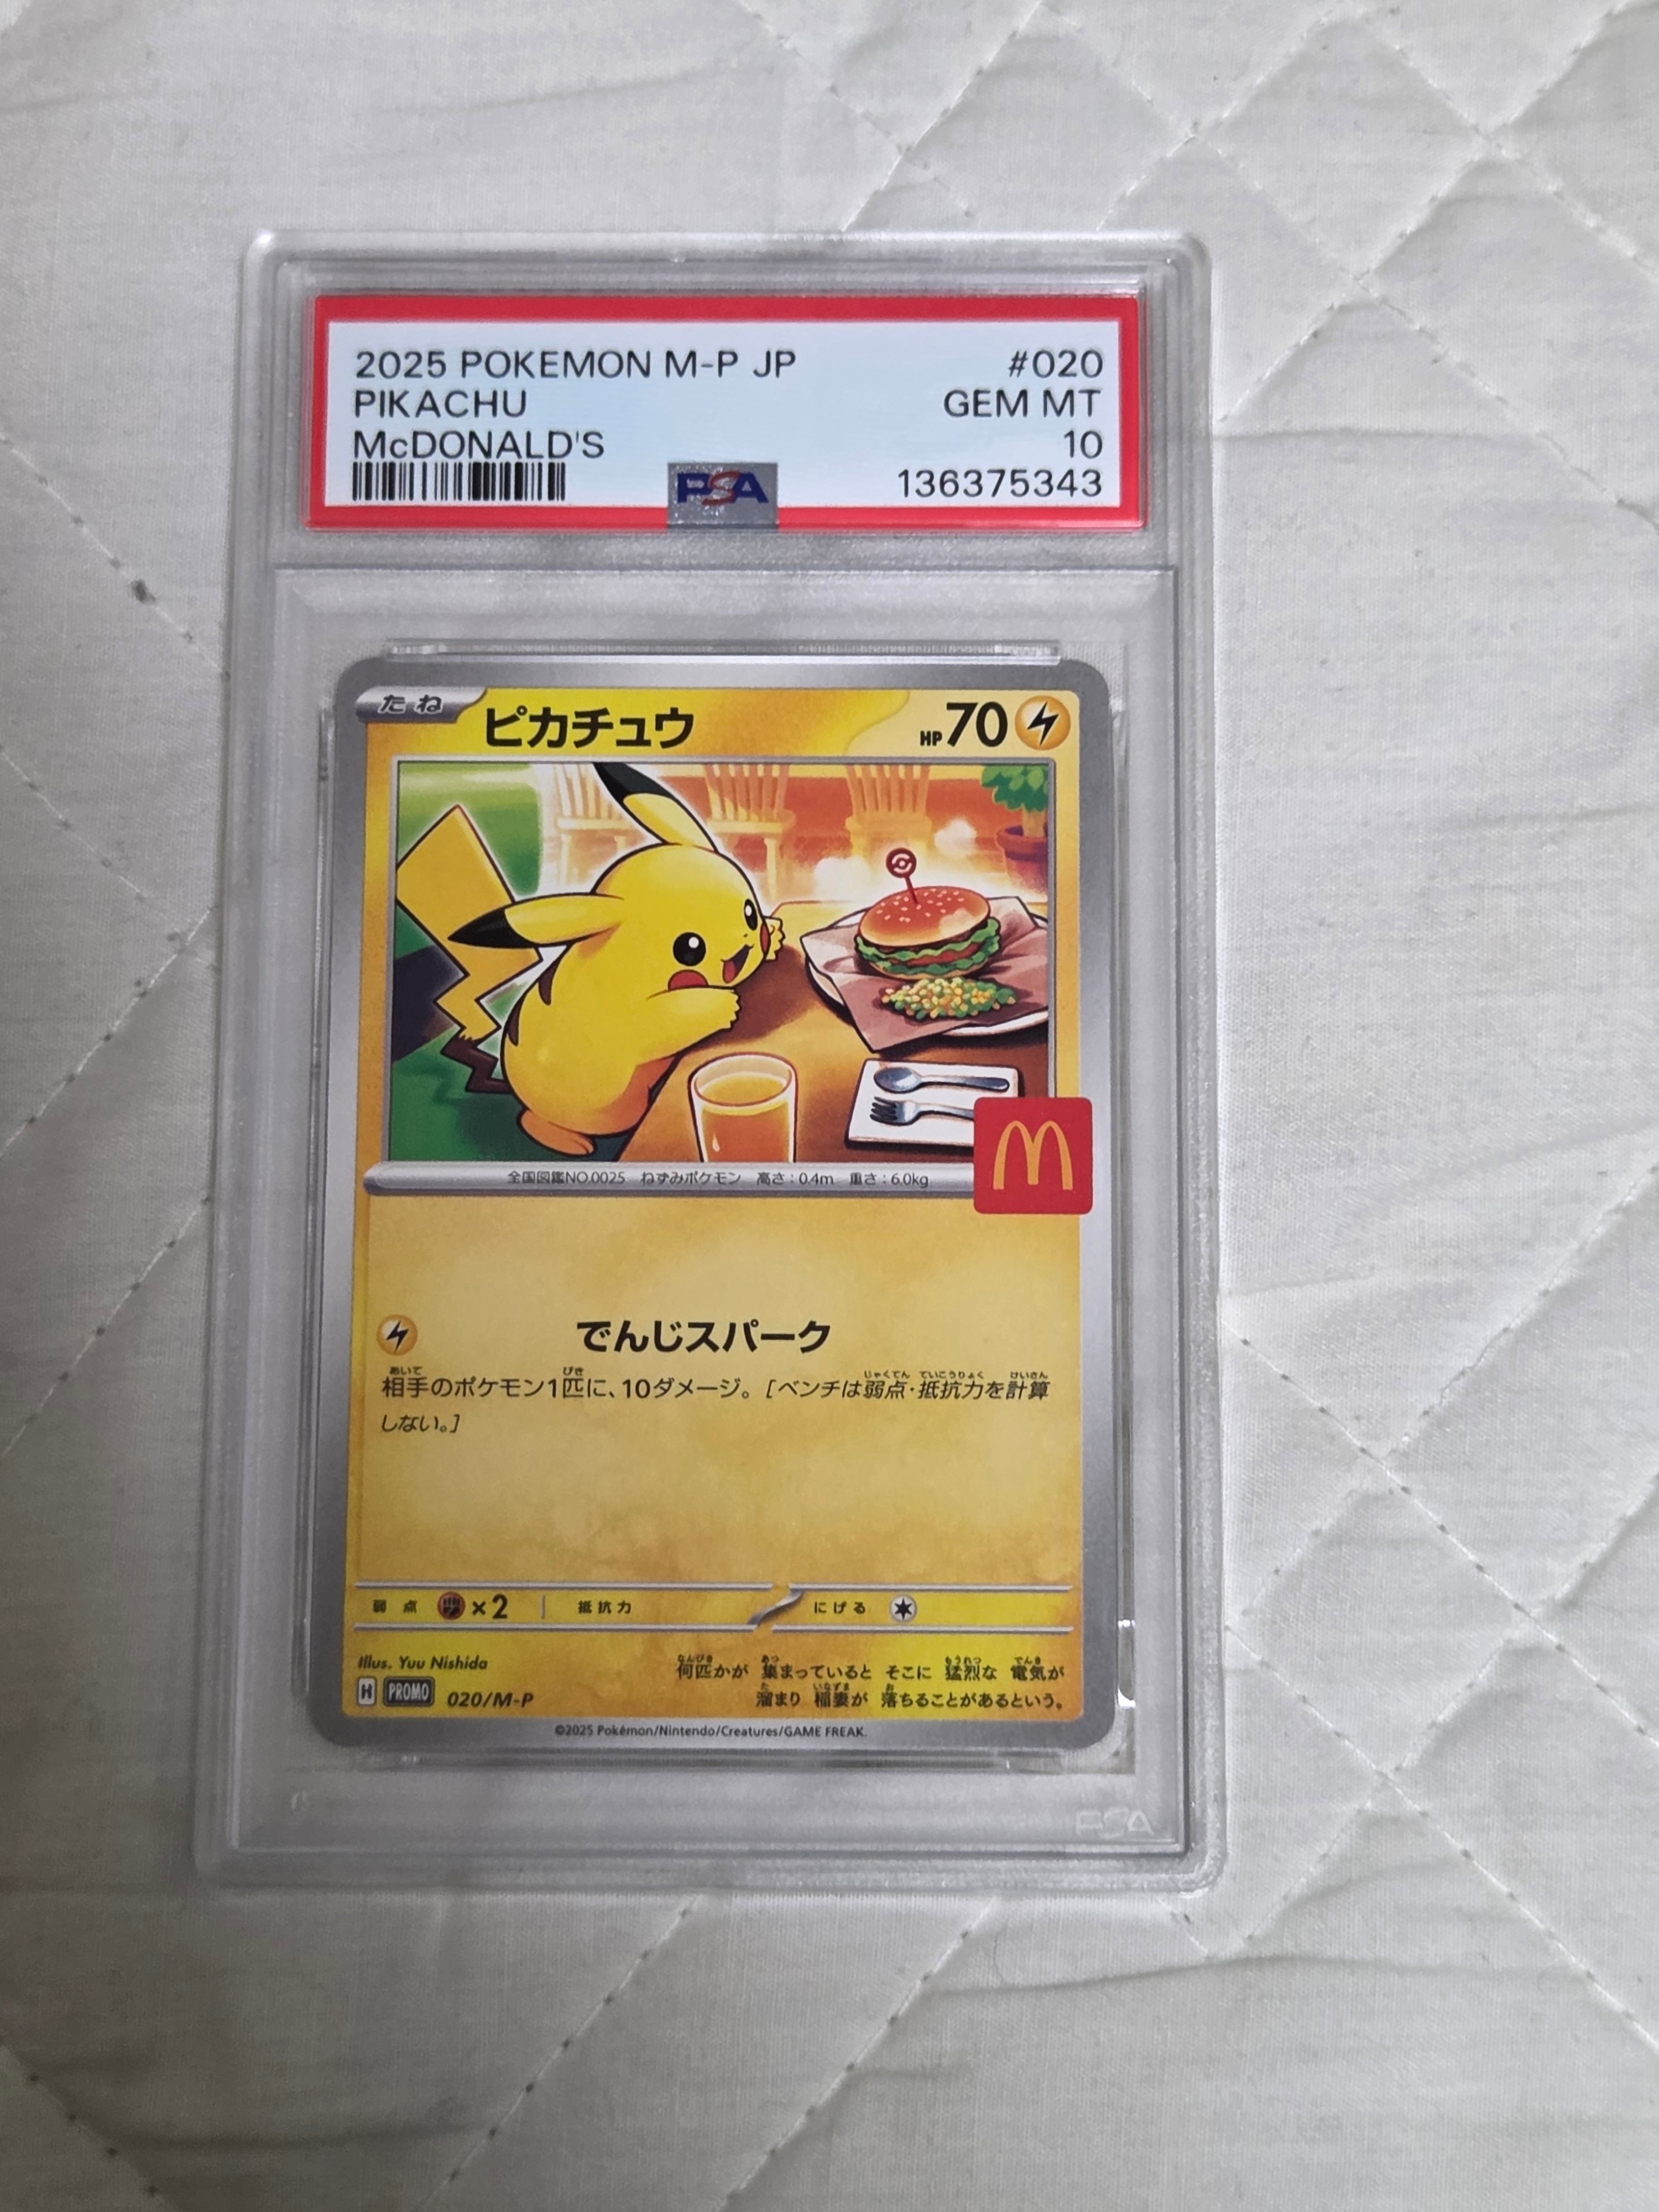 2025 POKEMON M-P JP #020
PIKACHU GEM MT
McDONALD'S 10
PSA 136375343
たね ピカチュウ HP70
M
全国図鑑NO.0025 ねずみポケモン 高さ:0.4m 重さ:6.0kg
でんじスパーク
相手のポケモン1匹に、10ダメージ。[ベンチは弱点・抵抗力を計算
しない。]
弱点 ×2 抵抗力 にげる
Illus. Yuu Nishida
何匹かが 集まっていると そこに 猛烈な 電気が
H PROMO 020/M-P
溜まり 稲妻が 落ちることがあるという。
©2025 Pokémon/Nintendo/Creatures/GAME FREAK.
PSA